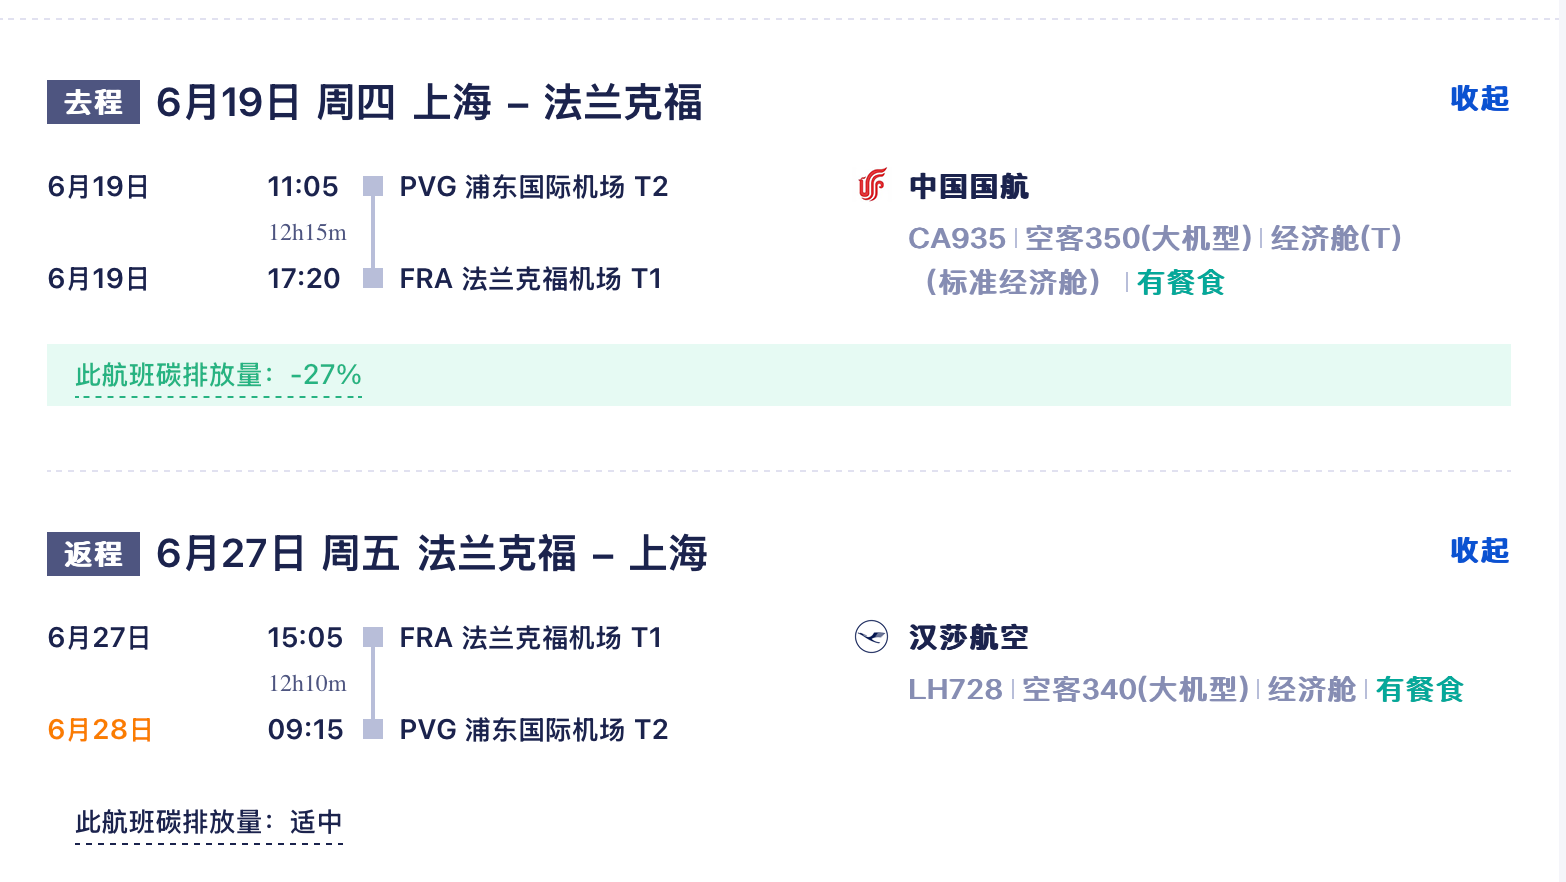 去程 6月19日 周四 上海 – 法兰克福 收起
6月19日 11:05 PVG 浦东国际机场 T2 中国国航
12h15m CA935 空客350(大机型) 经济舱(T)
6月19日 17:20 FRA 法兰克福机场 T1 （标准经济舱） 有餐食
此航班碳排放量：-27%
返程 6月27日 周五 法兰克福 – 上海 收起
6月27日 15:05 FRA 法兰克福机场 T1 汉莎航空
12h10m LH728 空客340(大机型) 经济舱 有餐食
6月28日 09:15 PVG 浦东国际机场 T2
此航班碳排放量：适中